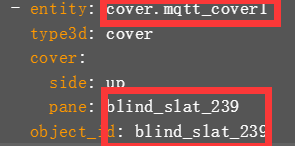 - entity: cover.mqtt_cover1
type3d: cover
cover:
side: up
pane: blind_slat_239
object_id: blind_slat_239